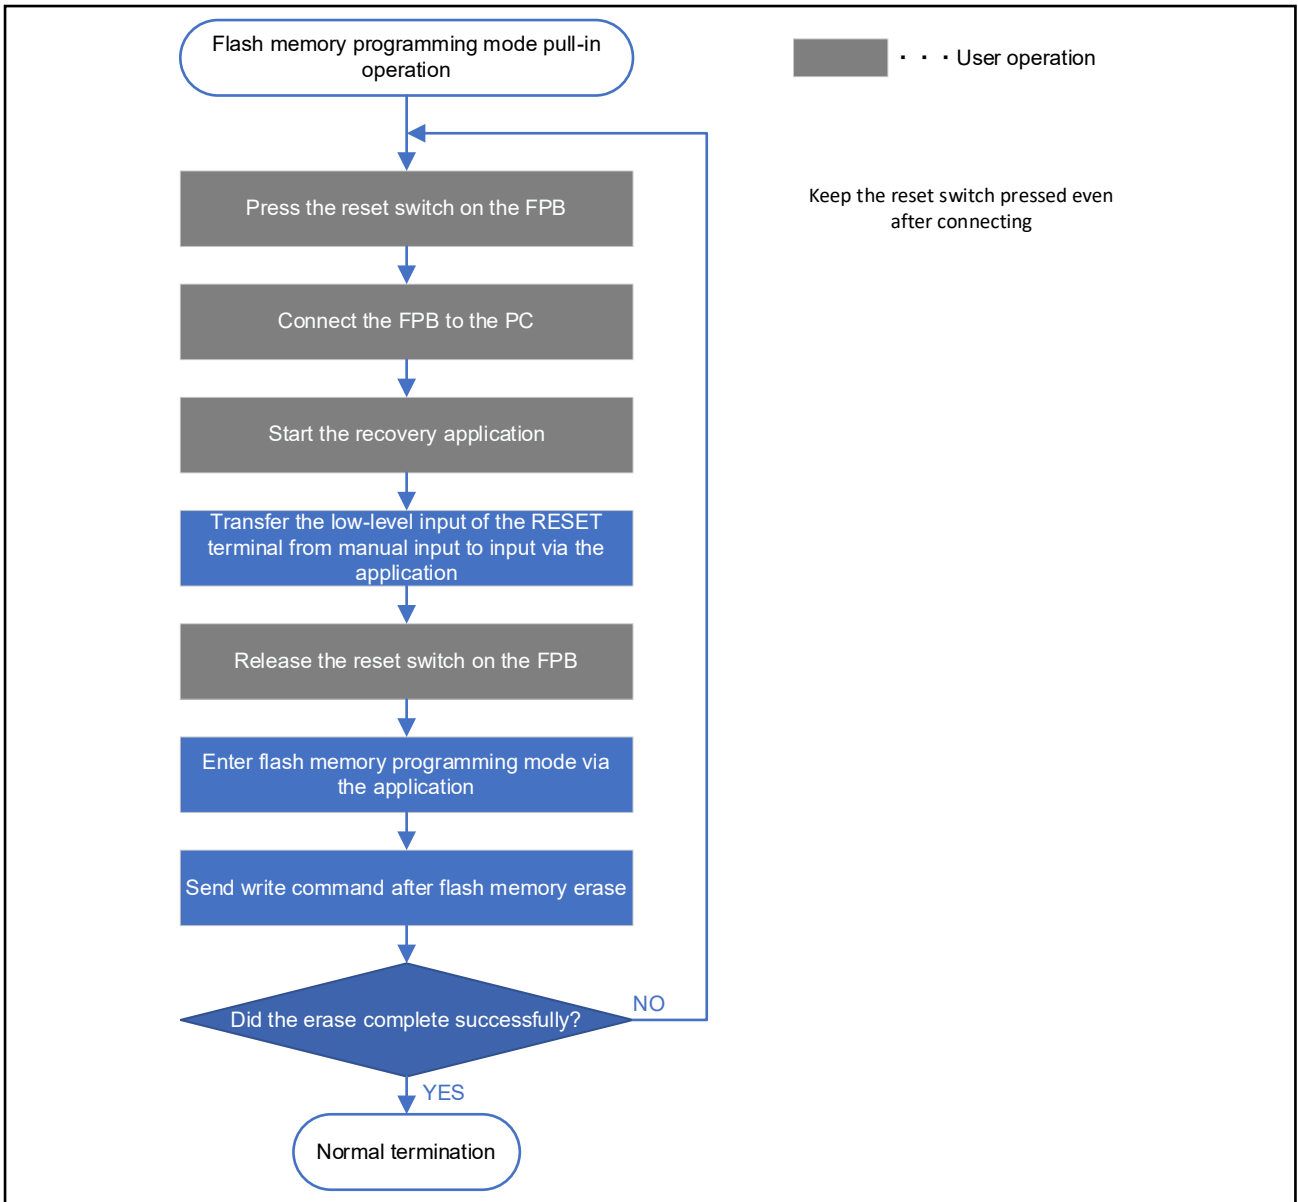 Flash memory programming mode pull-in
operation
・・・User operation
Press the reset switch on the FPB
Keep the reset switch pressed even
after connecting
Connect the FPB to the PC
Start the recovery application
Transfer the low-level input of the RESET
terminal from manual input to input via the
application
Release the reset switch on the FPB
Enter flash memory programming mode via
the application
Send write command after flash memory erase
Did the erase complete successfully?
NO
YES
Normal termination